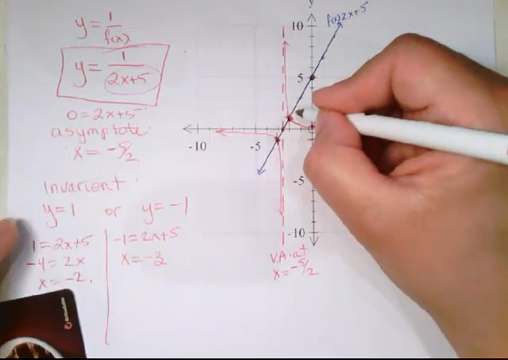 y = 1/f(x)
y = 1/(2x+5)
0 = 2x+5
asymptote:
x = -5/2
Invarient:
y = 1 or y = -1
1 = 2x+5
-4 = 2x
x = -2.
-1 = 2x+5
x = -3
y
f(x)2x+5
10
5
-10
-5
-5
-10
V.A. at
x = -5/2